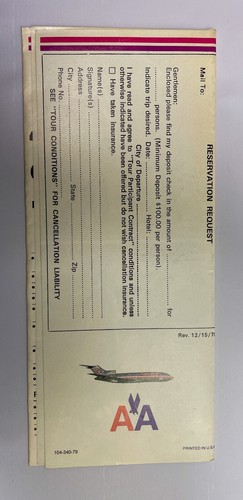 Mail To:
RESERVATION REQUEST
Gentlemen:
Enclosed please find my deposit check in the amount of for
persons. (Minimum Deposit $100.00 per person).
Indicate trip desired. Date: Hotel:
City of Departure
I have read and agree to "Tour Participant Contract" conditions and unless
otherwise indicated have been offered but do not wish cancellation insurance.
☐ Have taken insurance.
Name(s)
Signature(s)
Address
City State Zip
Phone No.
SEE "TOUR CONDITIONS" FOR CANCELLATION LIABILITY
Rev. 12/15/
AA
104-240-79
PRINTED IN U.S.